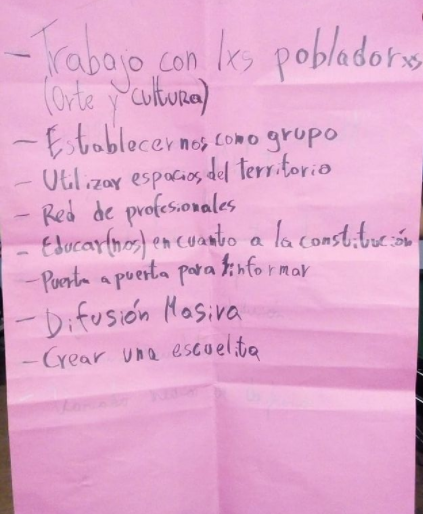 - Trabajo con lxs pobladorxs
(Arte y cultura)
- Establecernos como grupo
- Utilizar espacios del territorio
- Red de profesionales
- Educar(nos) en cuanto a la constitución
- Puerta a puerta para informar
- Difusión Masiva
- Crear una escuelita